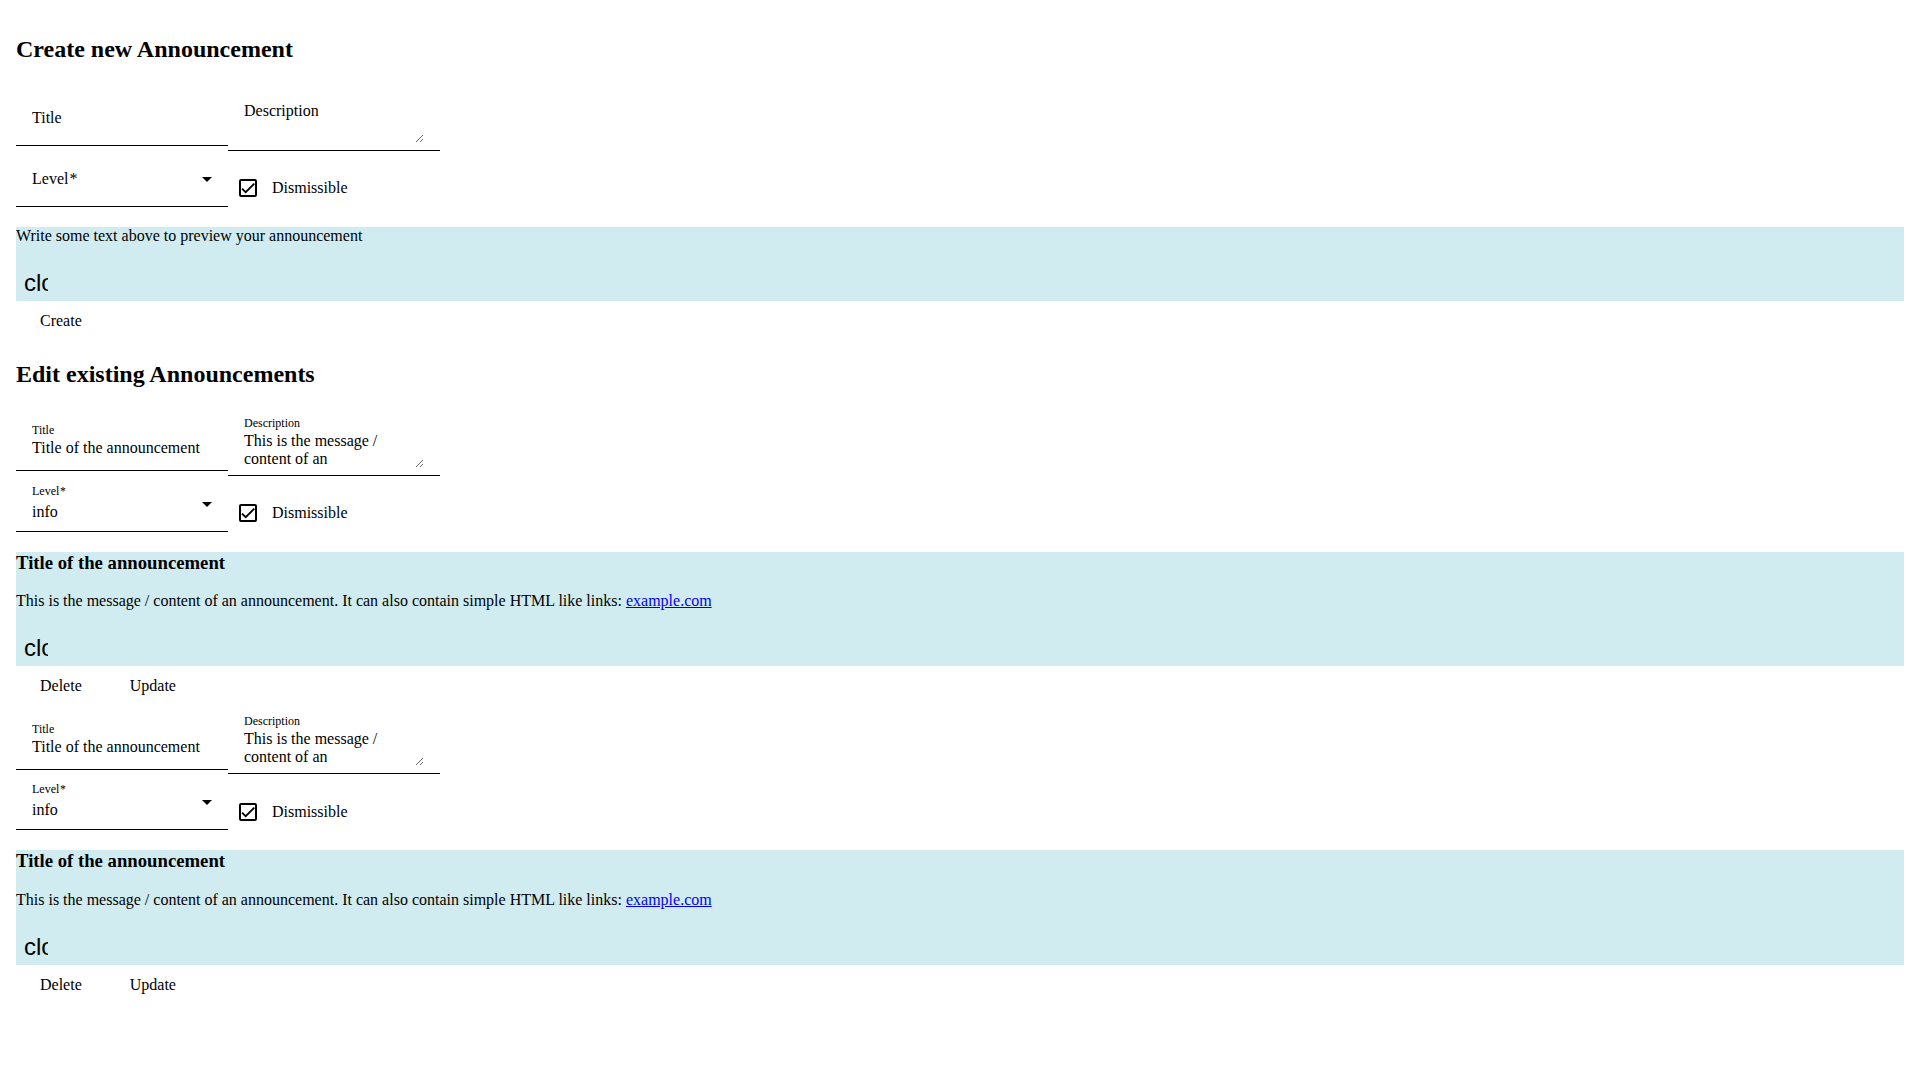 Create new Announcement
Title
Description
Level*
Dismissible
Write some text above to preview your announcement
clo
Create
Edit existing Announcements
Title
Title of the announcement
Description
This is the message /
content of an
Level*
info
Dismissible
Title of the announcement
This is the message / content of an announcement. It can also contain simple HTML like links: example.com
clo
Delete Update
Title
Title of the announcement
Description
This is the message /
content of an
Level*
info
Dismissible
Title of the announcement
This is the message / content of an announcement. It can also contain simple HTML like links: example.com
clo
Delete Update